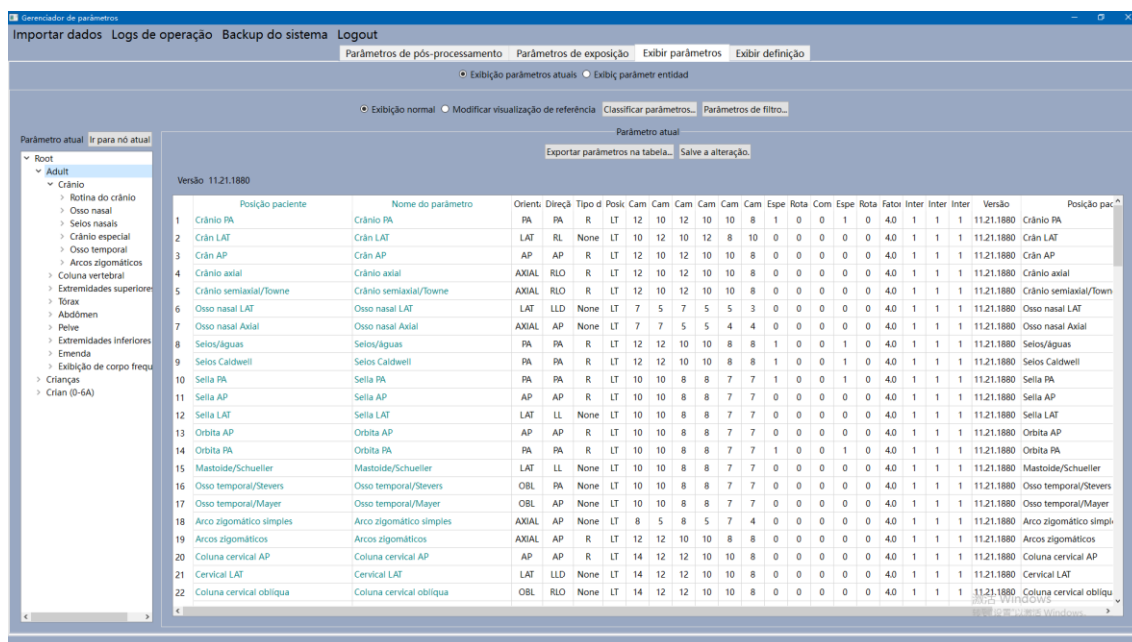 Gerenciador de parâmetros
Importar dados Logs de operação Backup do sistema Logout
Parâmetros de pós-processamento Parâmetros de exposição Exibir parâmetros Exibir definição
Exibição parâmetros atuais Exibiç parâmetr entidad
Exibição normal Modificar visualização de referência Classificar parâmetros... Parâmetros de filtro...
Parâmetro atual Ir para nó atual
Root
Adult
Crânio
Rotina do crânio
Osso nasal
Seios nasais
Crânio especial
Osso temporal
Arcos zigomáticos
Coluna vertebral
Extremidades superiores
Tórax
Abdômen
Pelve
Extremidades inferiores
Emenda
Exibição de corpo frequ
Crianças
Crian (0-6A)
Parâmetro atual
Exportar parâmetros na tabela... Salve a alteração.
Versão 11.21.1880
Posição paciente Nome do parâmetro Orient: Direçã Tipo d Posiç Cam Cam Cam Cam Cam Cam Espe Rota Com Espe Rota Fator Inter Inter Inter Versão Posição pac
1 Crânio PA Crânio PA PA PA R LT 12 10 12 10 10 8 1 0 0 1 0 4.0 1 1 1 11.21.1880 Crânio PA
2 Crân LAT Crân LAT LAT RL None LT 10 12 10 12 8 10 0 0 0 0 0 4.0 1 1 1 11.21.1880 Crân LAT
3 Crân AP Crân AP AP AP R LT 12 10 12 10 10 8 0 0 0 0 0 4.0 1 1 1 11.21.1880 Crân AP
4 Crânio axial Crânio axial AXIAL RLO R LT 12 10 12 10 10 8 0 0 0 0 0 4.0 1 1 1 11.21.1880 Crânio axial
5 Crânio semiaxial/Towne Crânio semiaxial/Towne AXIAL RLO R LT 12 10 12 10 10 8 0 0 0 0 0 4.0 1 1 1 11.21.1880 Crânio semiaxial/Town
6 Osso nasal LAT Osso nasal LAT LAT LLD None LT 7 5 7 5 5 3 0 0 0 0 0 4.0 1 1 1 11.21.1880 Osso nasal LAT
7 Osso nasal Axial Osso nasal Axial AXIAL AP None LT 7 7 5 5 4 4 0 0 0 0 0 4.0 1 1 1 11.21.1880 Osso nasal Axial
8 Seios/águas Seios/águas PA PA R LT 12 12 10 10 8 8 1 0 0 1 0 4.0 1 1 1 11.21.1880 Seios/águas
9 Seios Caldwell Seios Caldwell PA PA R LT 12 12 10 10 8 8 1 0 0 1 0 4.0 1 1 1 11.21.1880 Seios Caldwell
10 Sella PA Sella PA PA PA R LT 10 10 8 8 7 7 1 0 0 1 0 4.0 1 1 1 11.21.1880 Sella PA
11 Sella AP Sella AP AP AP R LT 10 10 8 8 7 7 0 0 0 0 0 4.0 1 1 1 11.21.1880 Sella AP
12 Sella LAT Sella LAT LAT LL None LT 10 10 8 8 7 7 0 0 0 0 0 4.0 1 1 1 11.21.1880 Sella LAT
13 Orbita AP Orbita AP AP AP R LT 10 10 8 8 7 7 0 0 0 0 0 4.0 1 1 1 11.21.1880 Orbita AP
14 Orbita PA Orbita PA PA PA R LT 10 10 8 8 7 7 1 0 0 1 0 4.0 1 1 1 11.21.1880 Orbita PA
15 Mastoide/Schueller Mastoide/Schueller LAT LL None LT 10 10 8 8 7 7 0 0 0 0 0 4.0 1 1 1 11.21.1880 Mastoide/Schueller
16 Osso temporal/Stevers Osso temporal/Stevers OBL PA None LT 10 10 8 8 7 7 0 0 0 0 0 4.0 1 1 1 11.21.1880 Osso temporal/Stevers
17 Osso temporal/Mayer Osso temporal/Mayer OBL AP None LT 10 10 8 8 7 7 0 0 0 0 0 4.0 1 1 1 11.21.1880 Osso temporal/Mayer
18 Arco zigomático simples Arco zigomático simples AXIAL AP None LT 8 5 8 5 7 4 0 0 0 0 0 4.0 1 1 1 11.21.1880 Arco zigomático simpl
19 Arcos zigomáticos Arcos zigomáticos AXIAL AP R LT 12 12 10 10 8 8 0 0 0 0 0 4.0 1 1 1 11.21.1880 Arcos zigomáticos
20 Coluna cervical AP Coluna cervical AP AP AP R LT 14 12 12 10 10 8 0 0 0 0 0 4.0 1 1 1 11.21.1880 Coluna cervical AP
21 Cervical LAT Cervical LAT LAT LLD None LT 14 12 12 10 10 8 0 0 0 0 0 4.0 1 1 1 11.21.1880 Cervical LAT
22 Coluna cervical oblíqua Coluna cervical oblíqua OBL RLO None LT 14 12 12 10 10 8 0 0 0 0 0 4.0 1 1 1 11.21.1880 Coluna cervical oblíqu
激活 Windows
设置"以激活 Windows.